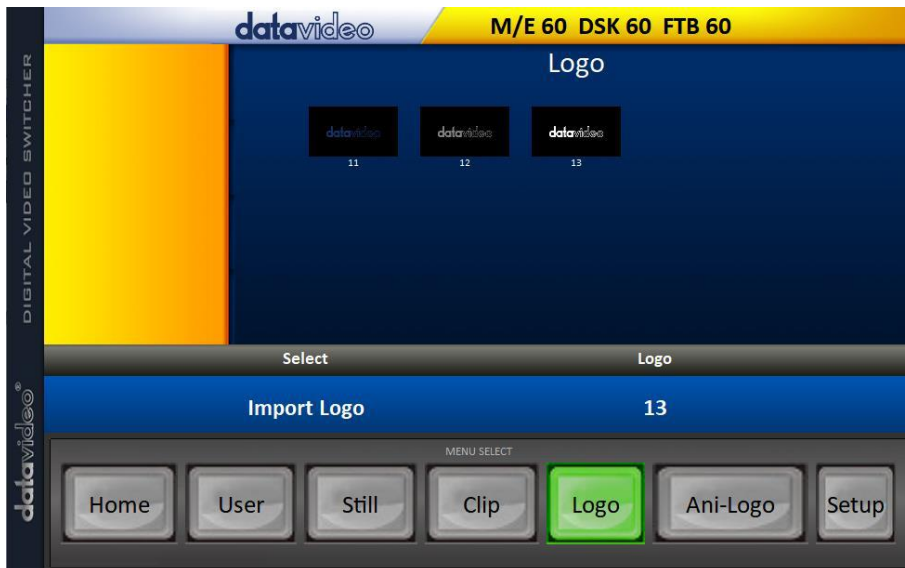 datavideo M/E 60 DSK 60 FTB 60
Logo
datavideo datavideo datavideo
11 12 13
Select Logo
Import Logo 13
MENU SELECT
Home User Still Clip Logo Ani-Logo Setup
DIGITAL VIDEO SWITCHER
datavideo®